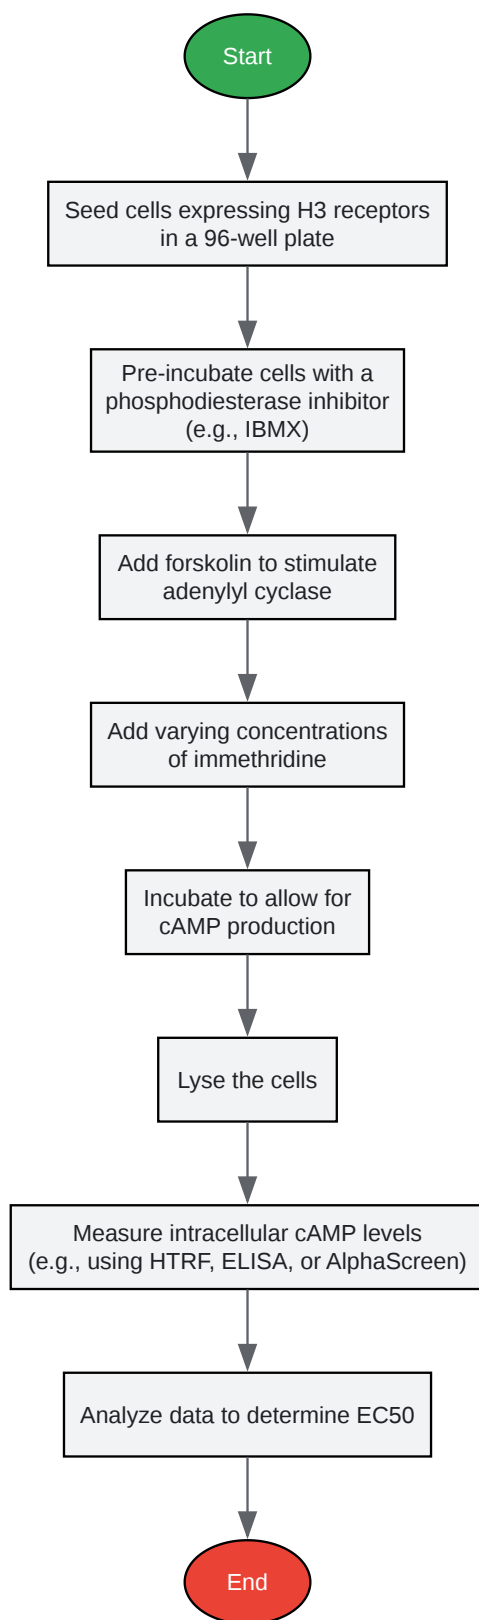 Start
Seed cells expressing H3 receptors
in a 96-well plate
Pre-incubate cells with a
phosphodiesterase inhibitor
(e.g., IBMX)
Add forskolin to stimulate
adenylyl cyclase
Add varying concentrations
of immethridine
Incubate to allow for
cAMP production
Lyse the cells
Measure intracellular cAMP levels
(e.g., using HTRF, ELISA, or AlphaScreen)
Analyze data to determine EC50
End